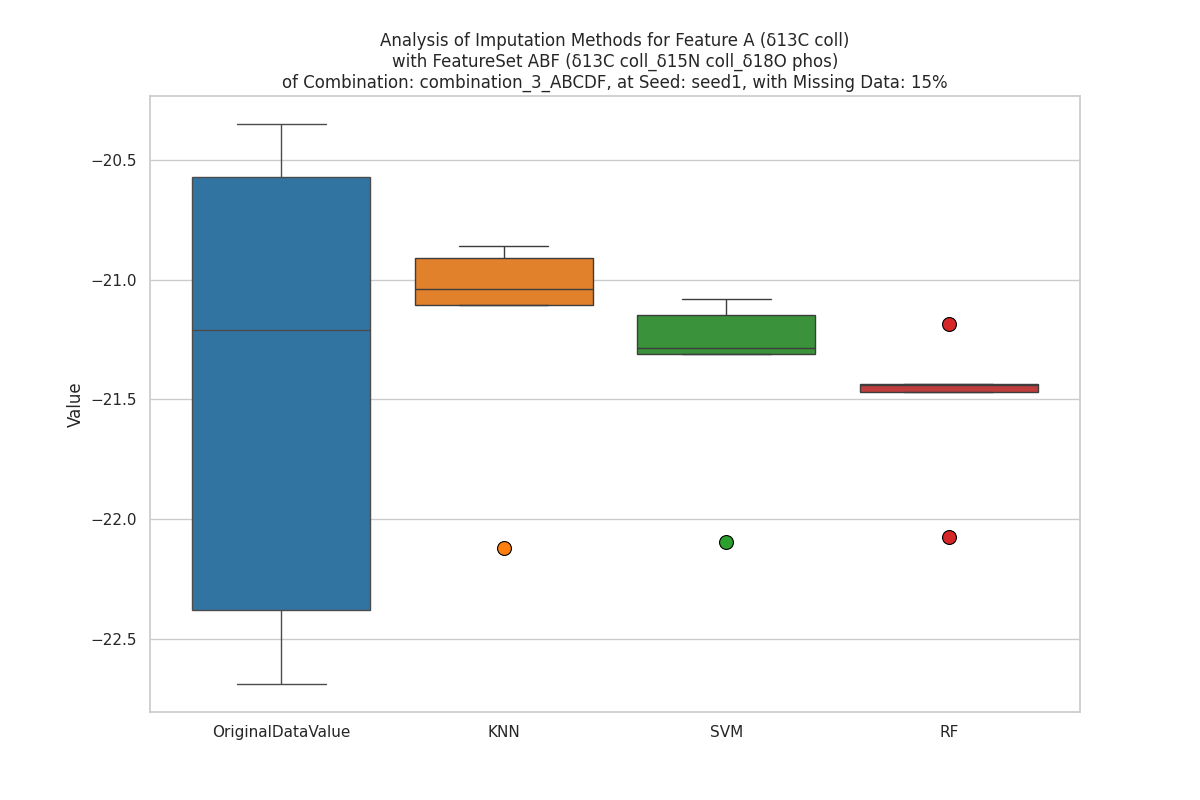 Analysis of Imputation Methods for Feature A (δ13C coll)
with FeatureSet ABF (δ13C coll_δ15N coll_δ18O phos)
of Combination: combination_3_ABCDF, at Seed: seed1, with Missing Data: 15%
Value
−20.5
−21.0
−21.5
−22.0
−22.5
OriginalDataValue
KNN
SVM
RF